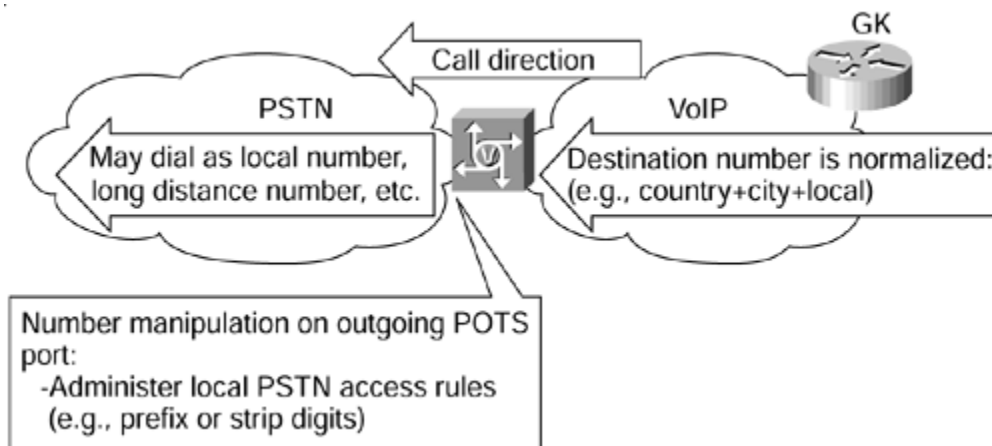 GK
Call direction
PSTN
VoIP
May dial as local number,
long distance number, etc.
V
Destination number is normalized:
(e.g., country+city+local)
Number manipulation on outgoing POTS
port:
-Administer local PSTN access rules
(e.g., prefix or strip digits)